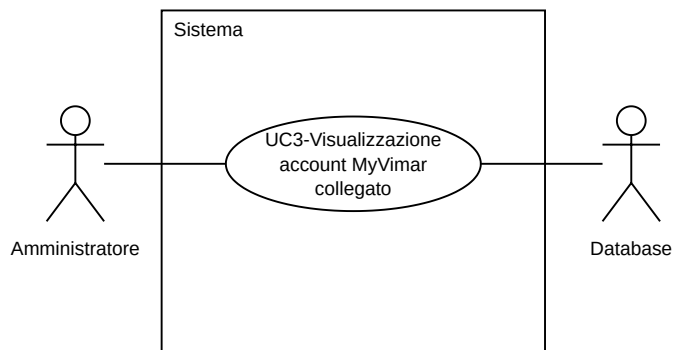 Sistema
UC3-Visualizzazione
account MyVimar
collegato
Amministratore
Database